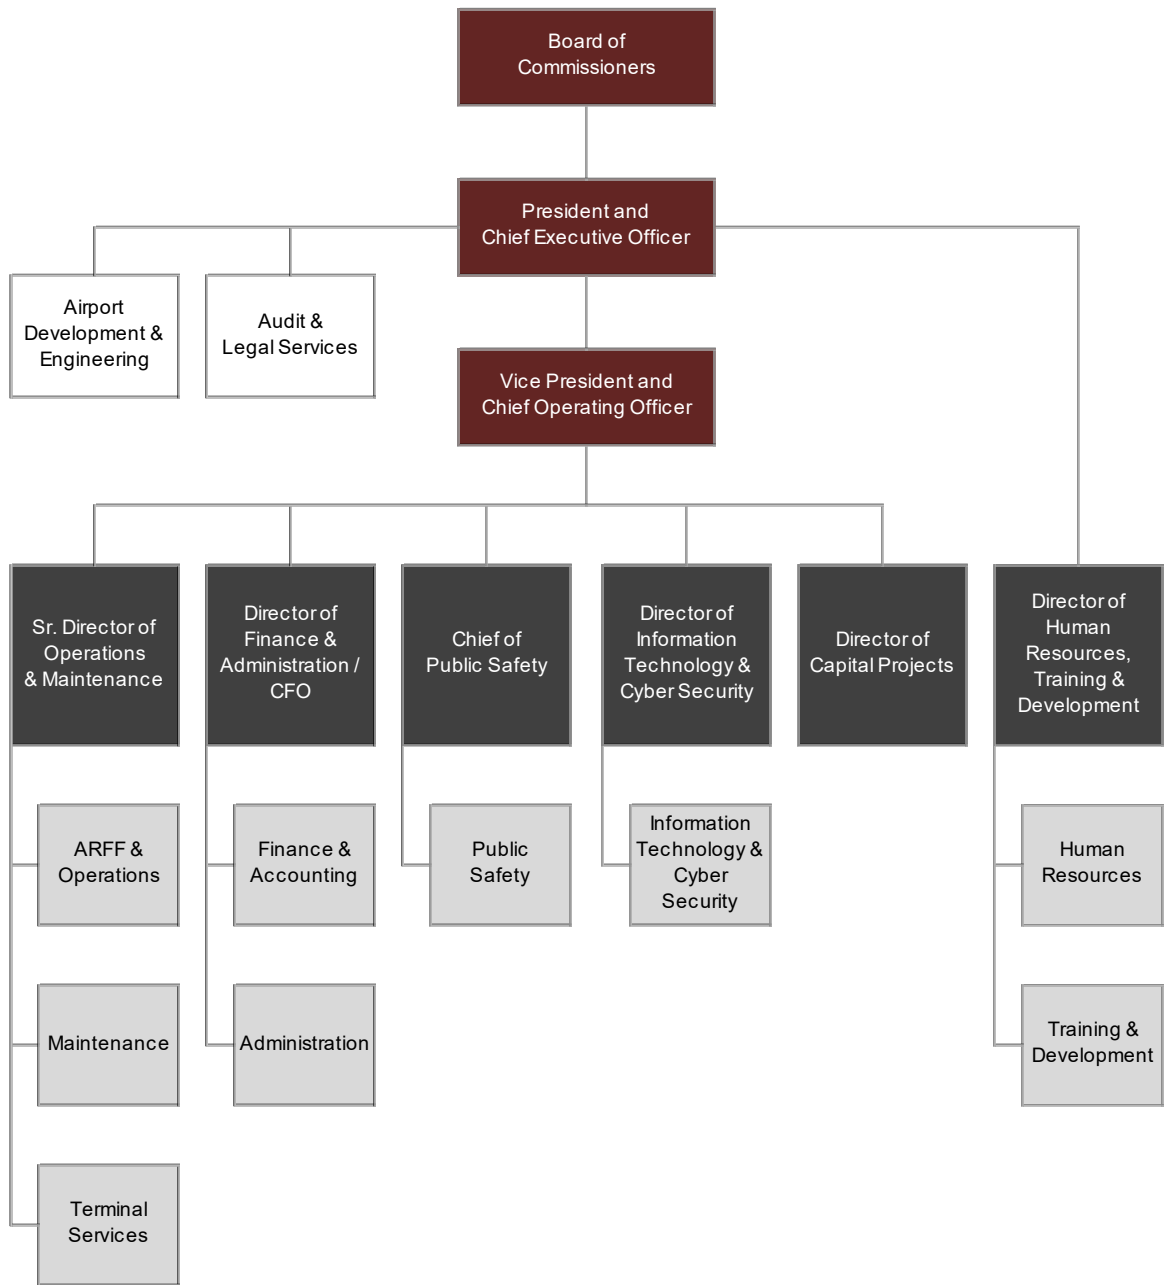 Board of
Commissioners
President and
Chief Executive Officer
Airport
Development &
Engineering
Audit &
Legal Services
Vice President and
Chief Operating Officer
Sr. Director of
Operations
& Maintenance
Director of
Finance &
Administration /
CFO
Chief of
Public Safety
Director of
Information
Technology &
Cyber Security
Director of
Capital Projects
Director of
Human
Resources,
Training &
Development
ARFF &
Operations
Finance &
Accounting
Public
Safety
Information
Technology &
Cyber
Security
Human
Resources
Maintenance
Administration
Training &
Development
Terminal
Services